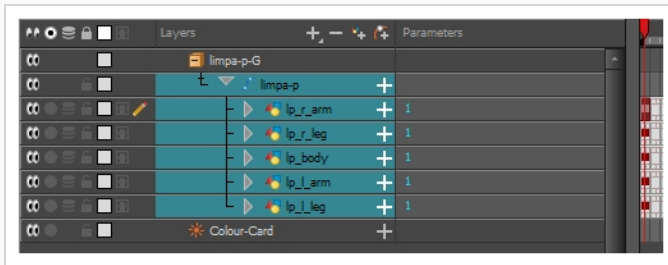 Layers Parameters
limpa-p-G
limpa-p
lp_r_arm 1
lp_r_leg 1
lp_body 1
lp_l_arm 1
lp_l_leg 1
Colour-Card